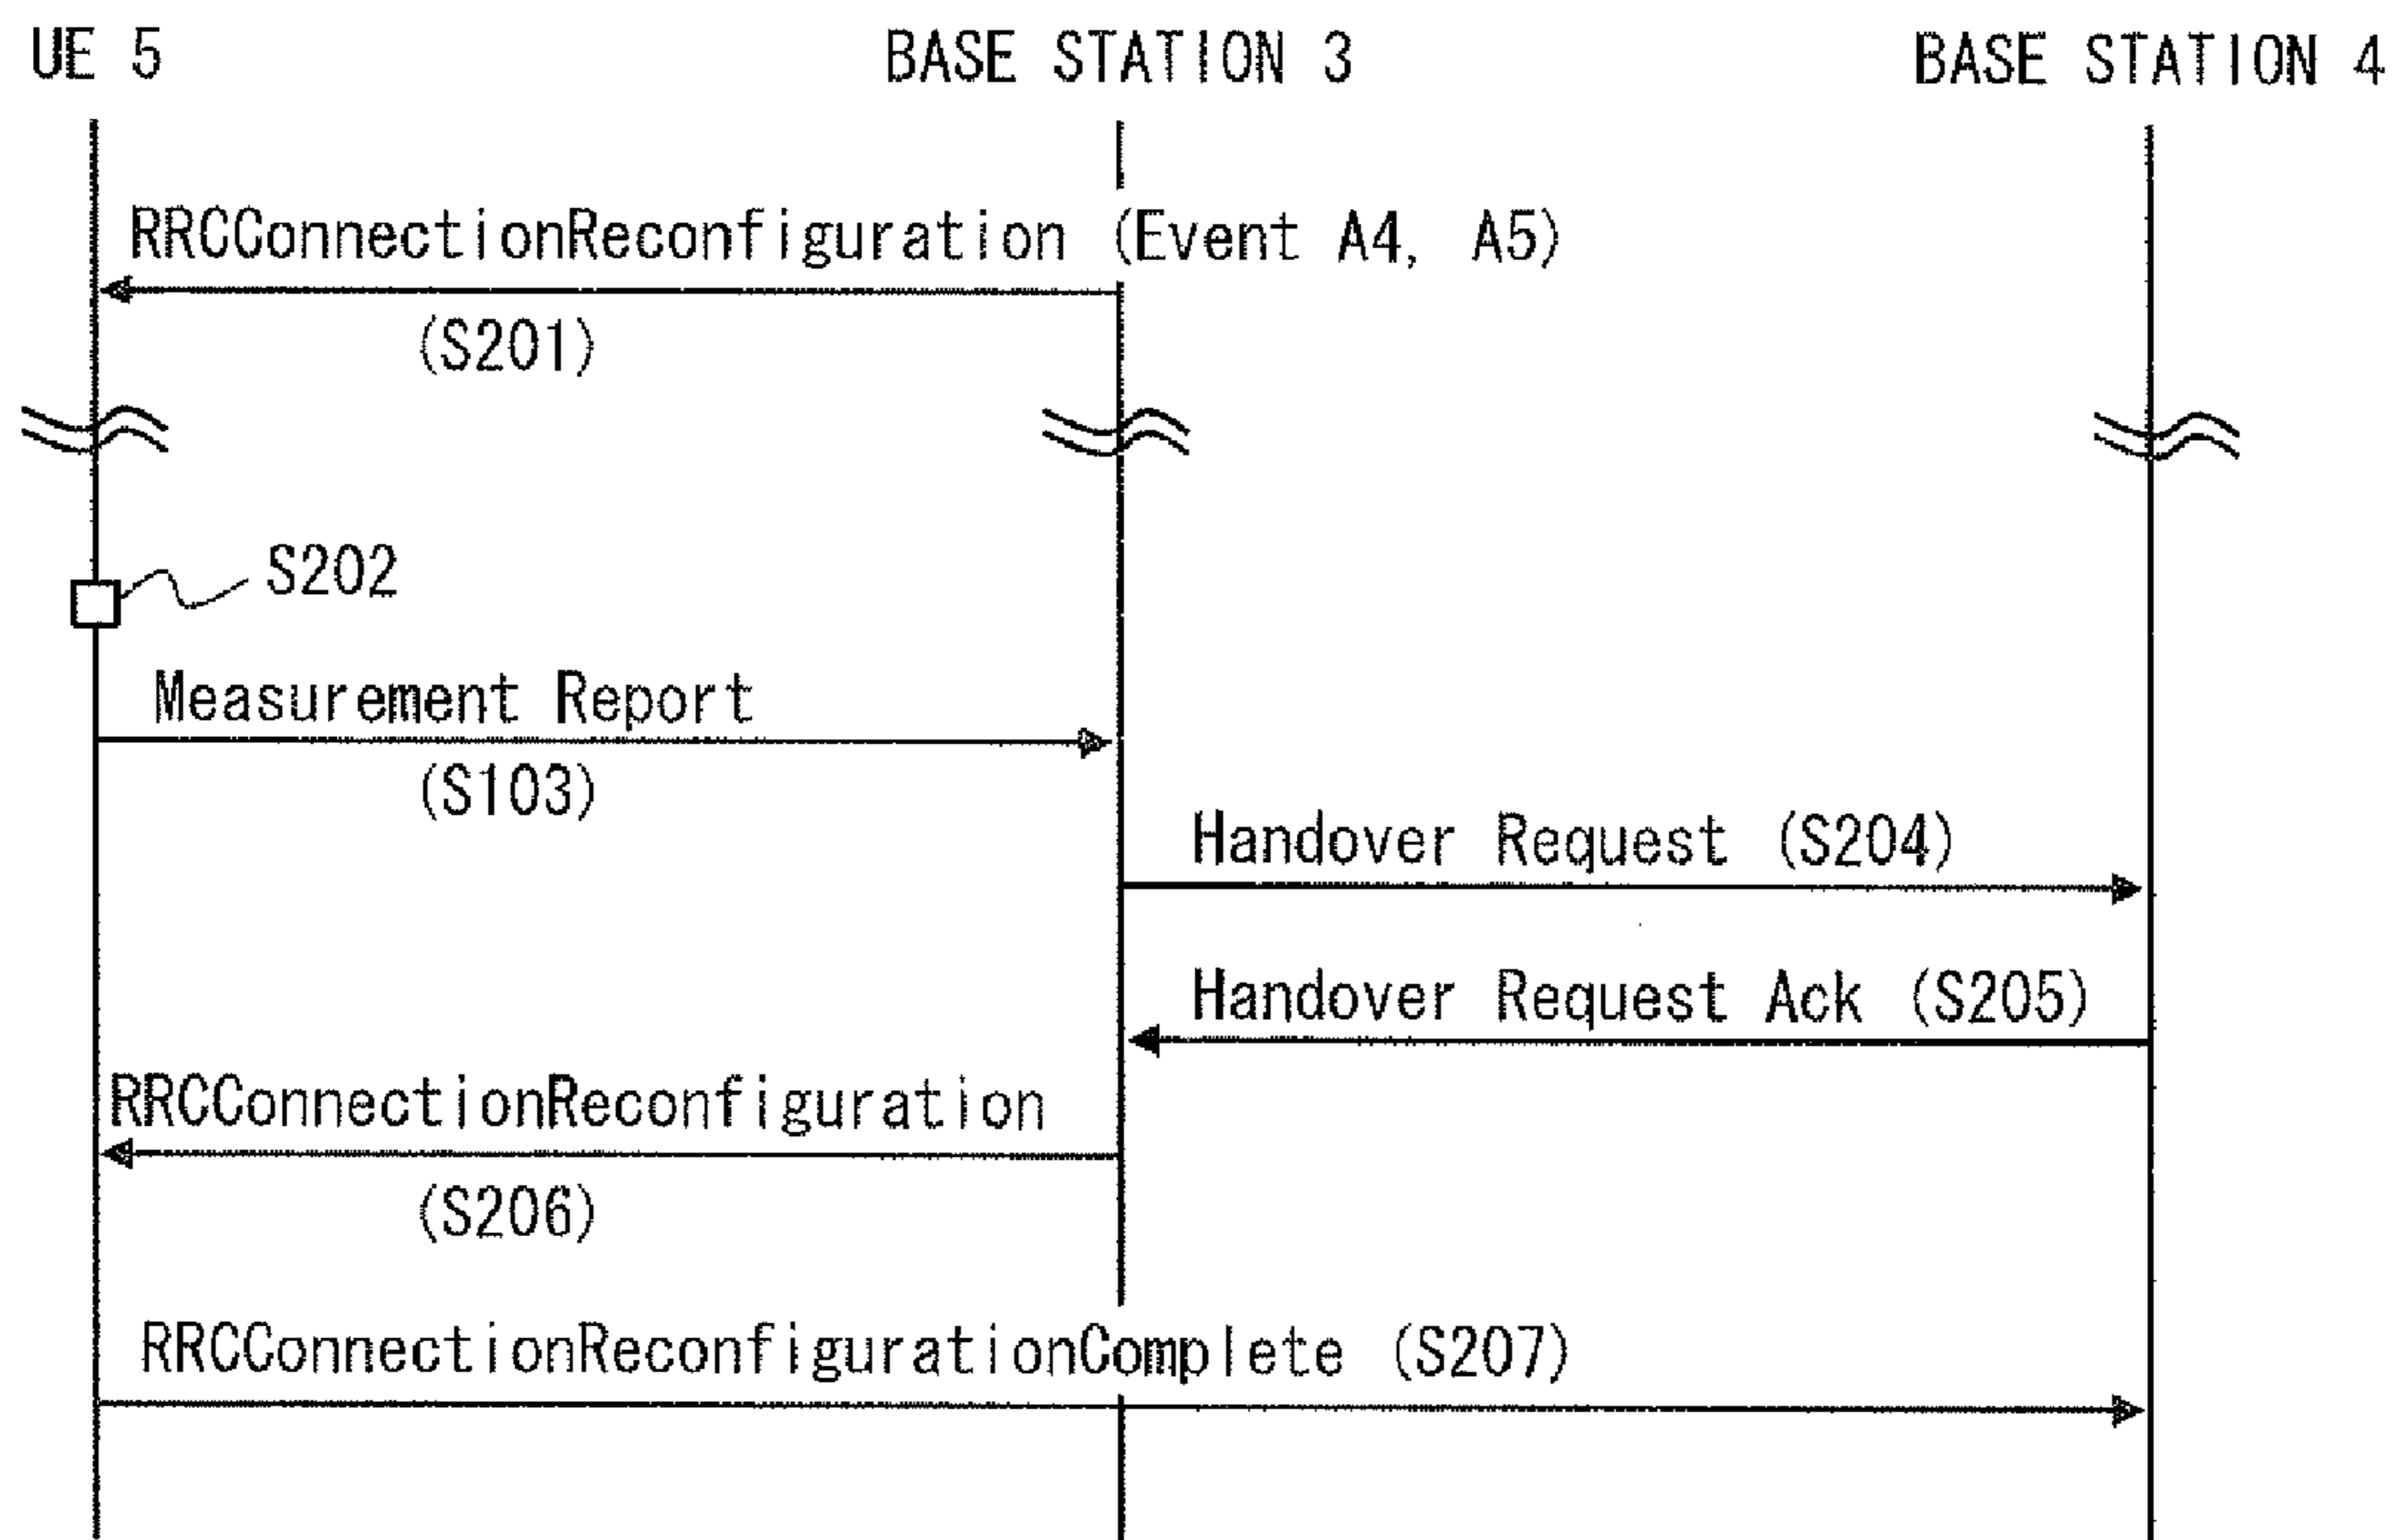 UE 5
BASE STATION 3
BASE STATION 4
RRCConnectionReconfiguration (Event A4, A5)
(S201)
S202
Measurement Report
(S103)
Handover Request (S204)
Handover Request Ack (S205)
RRCConnectionReconfiguration
(S206)
RRCConnectionReconfigurationComplete (S207)